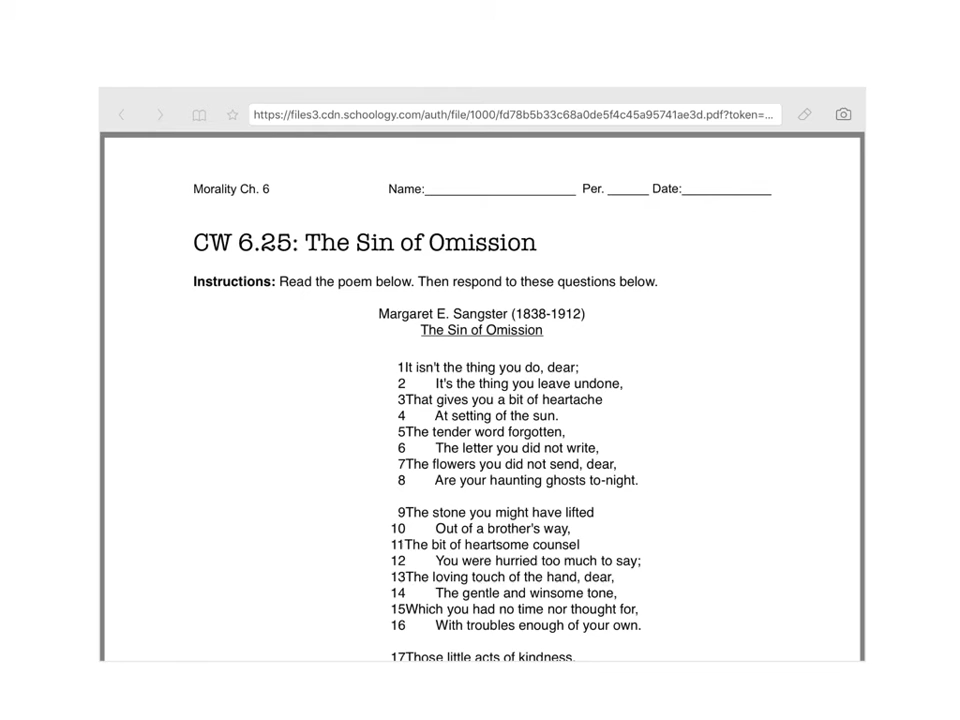 https://files3.cdn.schoology.com/auth/file/1000/fd78b5b33c68a0de5f4c45a95741ae3d.pdf?token=...
Morality Ch. 6 Name:______________________ Per. ______ Date:_____________
CW 6.25: The Sin of Omission
Instructions: Read the poem below. Then respond to these questions below.
Margaret E. Sangster (1838-1912)
The Sin of Omission
1It isn't the thing you do, dear;
2 It's the thing you leave undone,
3That gives you a bit of heartache
4 At setting of the sun.
5The tender word forgotten,
6 The letter you did not write,
7The flowers you did not send, dear,
8 Are your haunting ghosts to-night.
9The stone you might have lifted
10 Out of a brother's way,
11The bit of heartsome counsel
12 You were hurried too much to say;
13The loving touch of the hand, dear,
14 The gentle and winsome tone,
15Which you had no time nor thought for,
16 With troubles enough of your own.
17Those little acts of kindness,